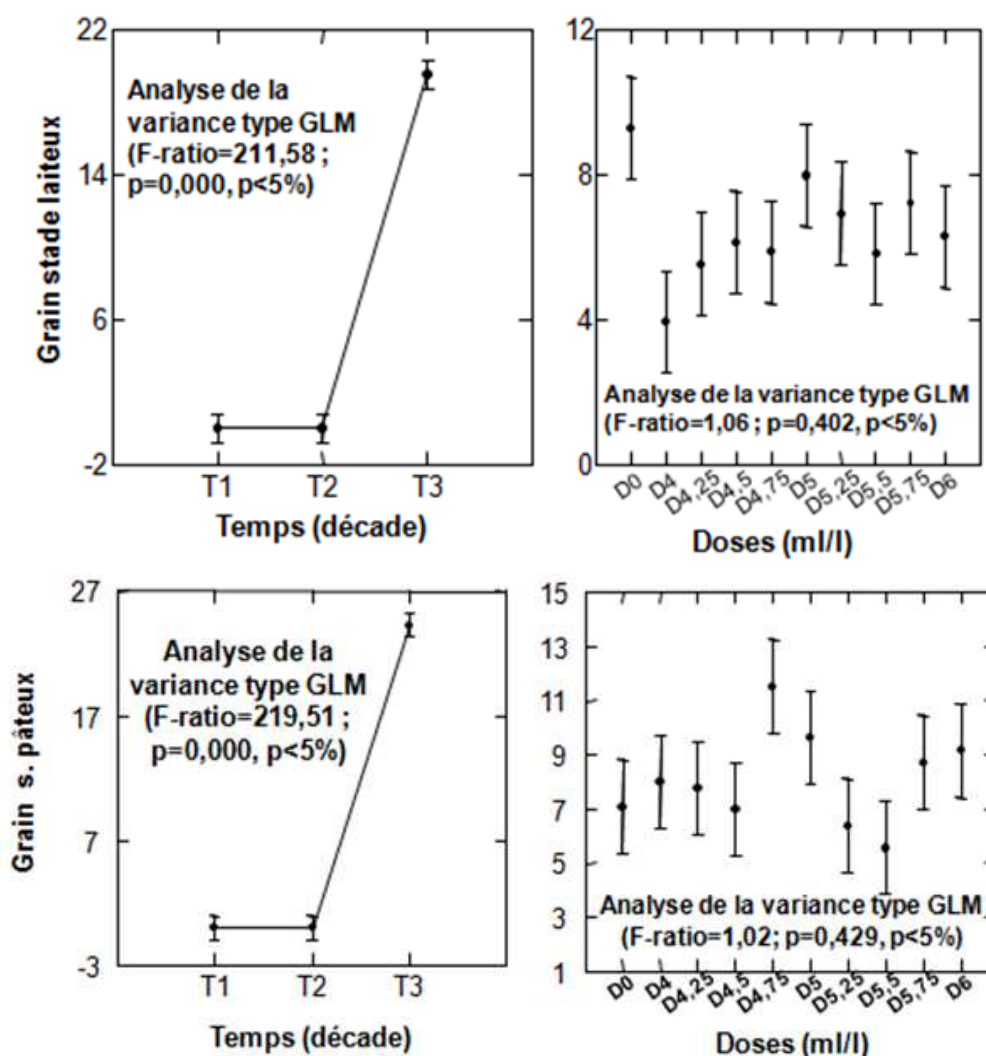 Grain stade laiteux
22
14
6
-2
Analyse de la
variance type GLM
(F-ratio=211,58 ;
p=0,000, p<5%)
T1 T2 T3
Temps (décade)
12
8
4
0
Analyse de la variance type GLM
(F-ratio=1,06 ; p=0,402, p<5%)
D0 D4 D4,25 D4,5 D4,75 D5 D5,25 D5,5 D5,75 D6
Doses (ml/l)
Grain s. pâteux
27
17
7
-3
Analyse de la
variance type GLM
(F-ratio=219,51 ;
p=0,000, p<5%)
T1 T2 T3
Temps (décade)
15
13
11
9
7
5
3
1
Analyse de la variance type GLM
(F-ratio=1,02; p=0,429, p<5%)
D0 D4 D4,25 D4,5 D4,75 D5 D5,25 D5,5 D5,75 D6
Doses (ml/l)